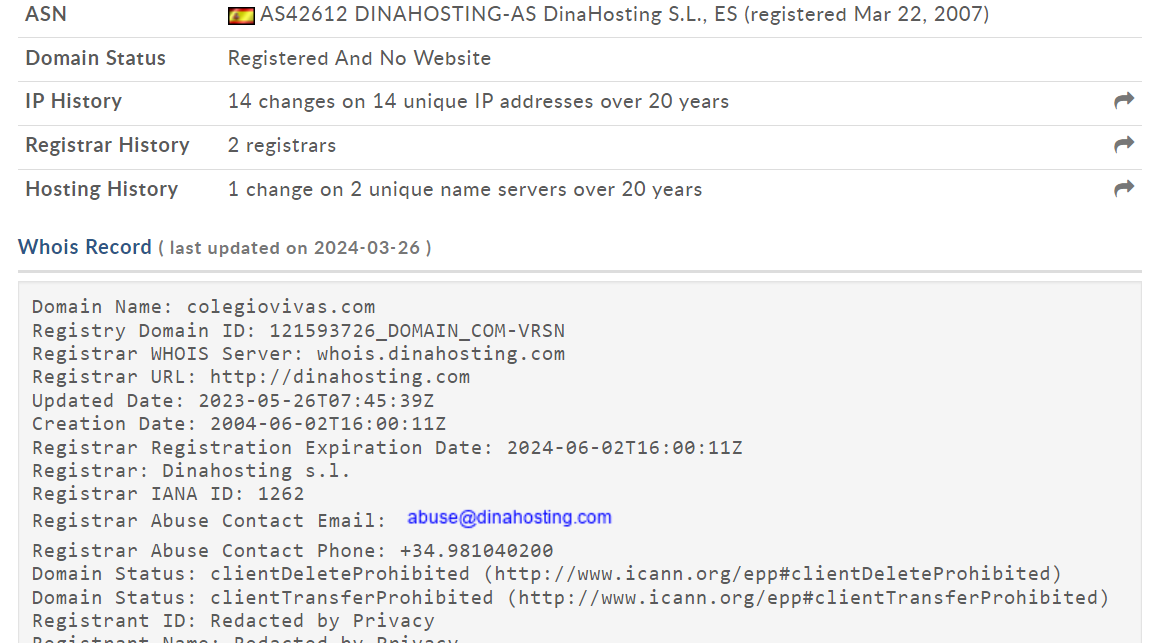 ASN AS42612 DINAHOSTING-AS DinaHosting S.L., ES (registered Mar 22, 2007)
Domain Status Registered And No Website
IP History 14 changes on 14 unique IP addresses over 20 years
Registrar History 2 registrars
Hosting History 1 change on 2 unique name servers over 20 years
Whois Record ( last updated on 2024-03-26 )
Domain Name: colegiovivas.com
Registry Domain ID: 121593726_DOMAIN_COM-VRSN
Registrar WHOIS Server: whois.dinahosting.com
Registrar URL: http://dinahosting.com
Updated Date: 2023-05-26T07:45:39Z
Creation Date: 2004-06-02T16:00:11Z
Registrar Registration Expiration Date: 2024-06-02T16:00:11Z
Registrar: Dinahosting s.l.
Registrar IANA ID: 1262
Registrar Abuse Contact Email: abuse@dinahosting.com
Registrar Abuse Contact Phone: +34.981040200
Domain Status: clientDeleteProhibited (http://www.icann.org/epp#clientDeleteProhibited)
Domain Status: clientTransferProhibited (http://www.icann.org/epp#clientTransferProhibited)
Registrant ID: Redacted by Privacy
Registrant Name: Redacted by Privacy